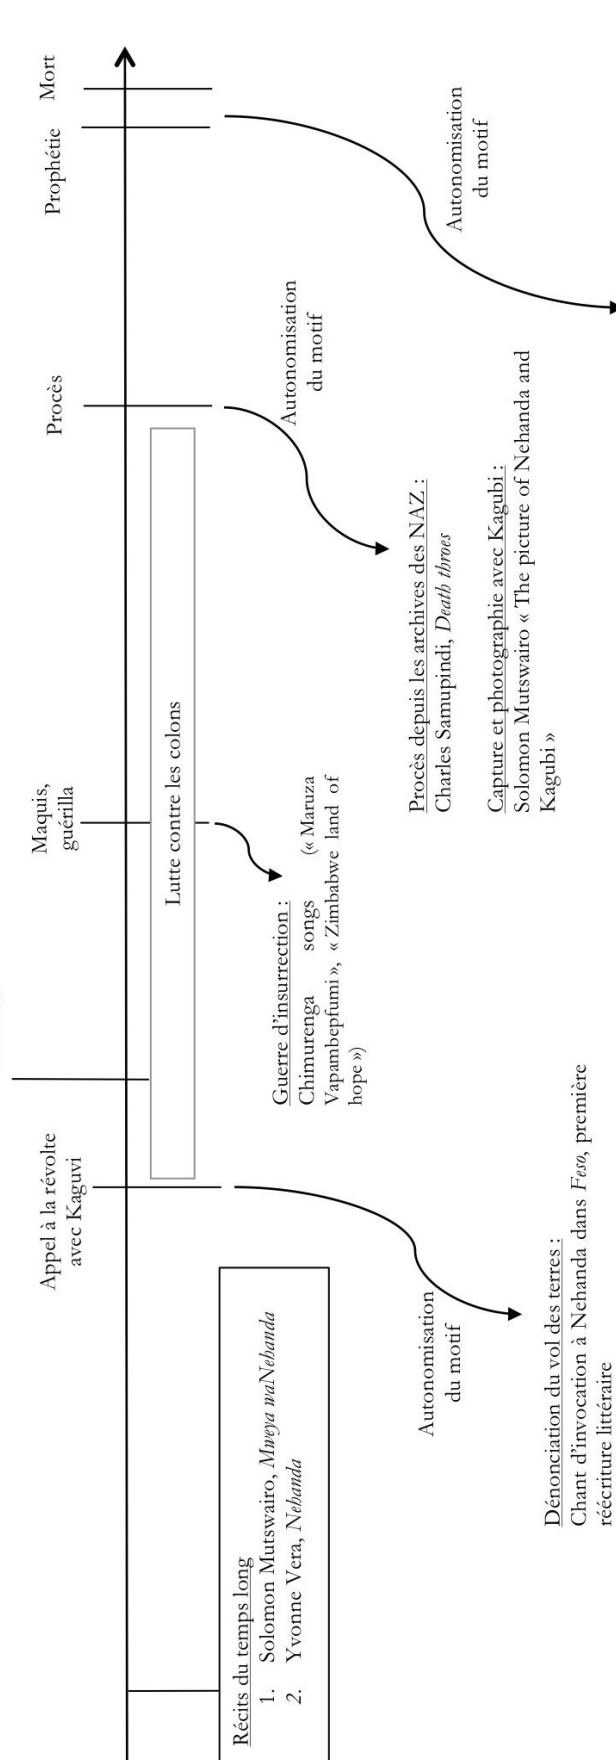 Appel à la révolte
avec Kaguvi
Maquis,
guérilla
Procès
Prophétie
Mort
Lutte contre les colons
Récits du temps long
1. Solomon Mutswairo, Mweya waNehanda
2. Yvonne Vera, Nehanda
Autonomisation
du motif
Dénonciation du vol des terres :
Chant d'invocation à Nehanda dans Feso, première
réécriture littéraire
Guerre d'insurrection :
Chimurenga songs (« Maruza
Vapambepfumi », « Zimbabwe land of
hope »)
Autonomisation
du motif
Procès depuis les archives des NAZ :
Charles Samupindi, Death throes
Capture et photographie avec Kagubi :
Solomon Mutswairo « The picture of Nehanda and
Kagubi »
Autonomisation
du motif